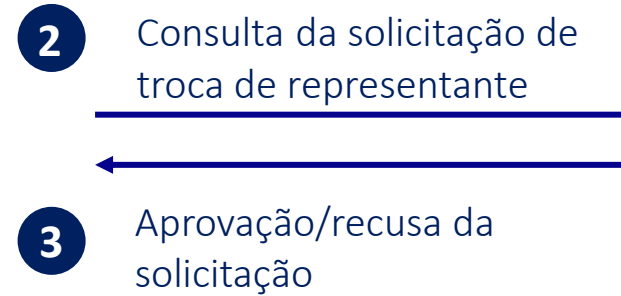 2
Consulta da solicitação de
troca de representante
3
Aprovação/recusa da
solicitação